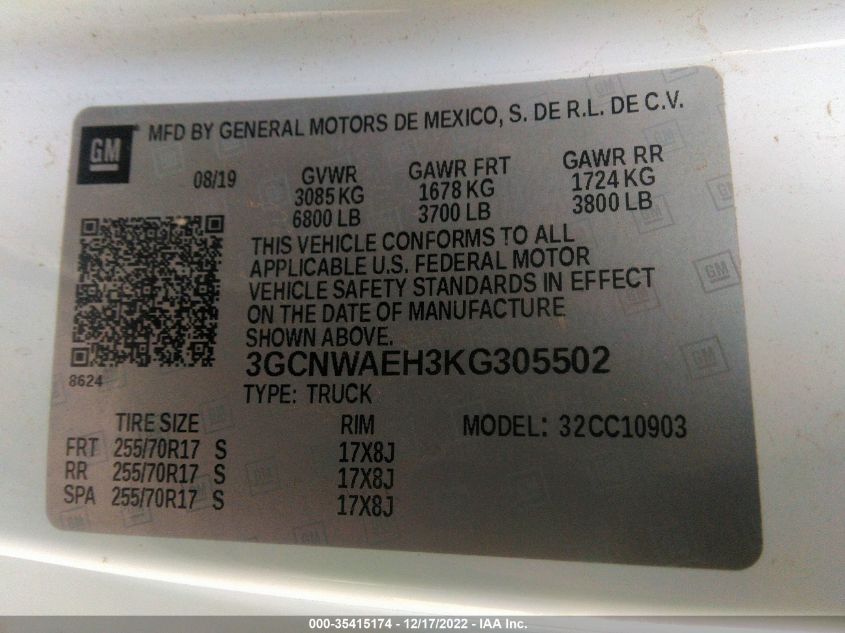 GM
MFD BY GENERAL MOTORS DE MEXICO, S. DE R.L. DE C.V.
08/19 GVWR GAWR FRT GAWR RR
3085 KG 1678 KG 1724 KG
6800 LB 3700 LB 3800 LB
THIS VEHICLE CONFORMS TO ALL
APPLICABLE U.S. FEDERAL MOTOR
VEHICLE SAFETY STANDARDS IN EFFECT
ON THE DATE OF MANUFACTURE
SHOWN ABOVE.
8624
3GCNWAEH3KG305502
TYPE: TRUCK
TIRE SIZE RIM MODEL: 32CC10903
FRT 255/70R17 S 17X8J
RR 255/70R17 S 17X8J
SPA 255/70R17 S 17X8J
000-35415174 - 12/17/2022 - IAA Inc.